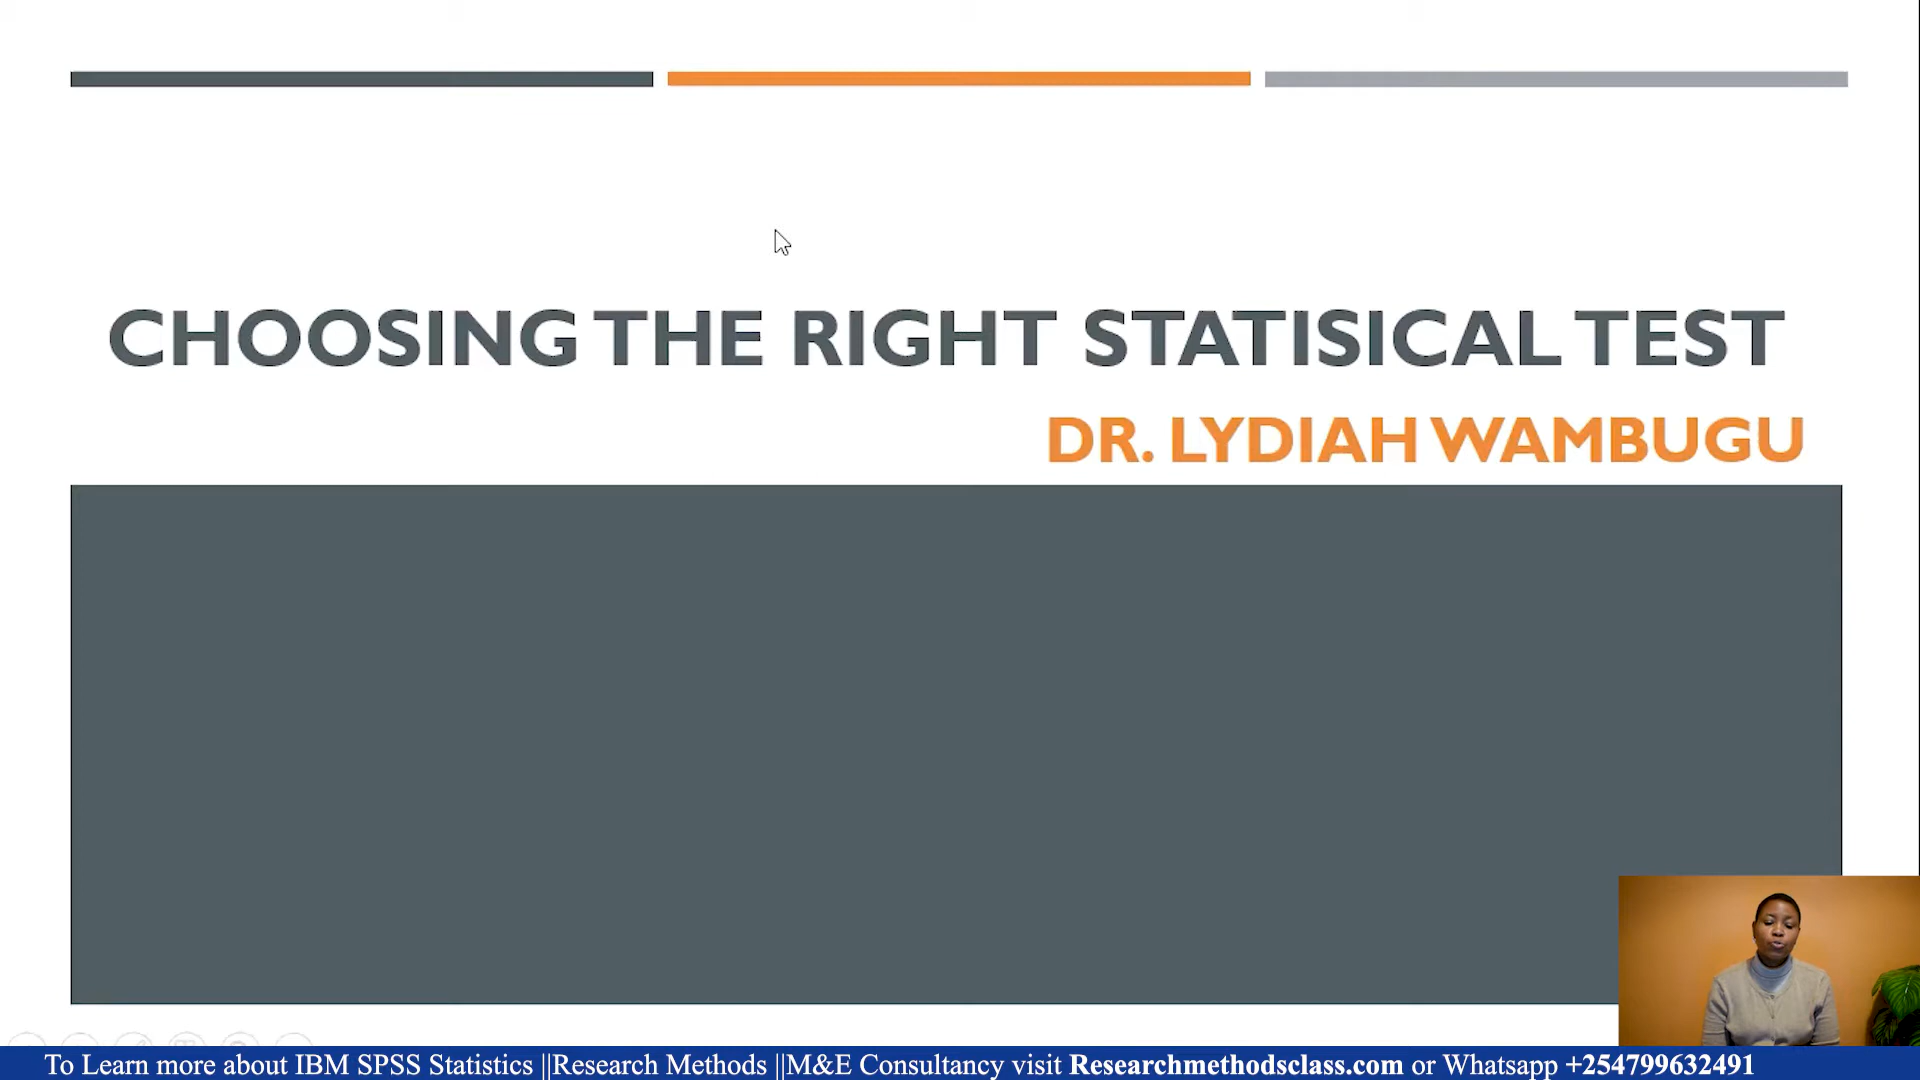 CHOOSING THE RIGHT STATISICAL TEST
DR. LYDIAH WAMBUGU
To Learn more about IBM SPSS Statistics ||Research Methods ||M&E Consultancy visit Researchmethodsclass.com or Whatsapp +254799632491